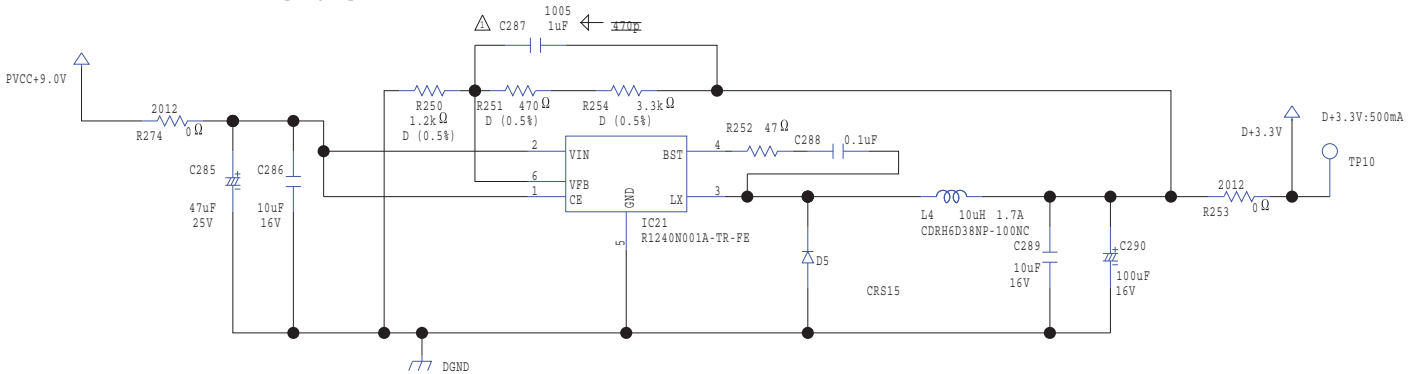 1005
1 C287 1uF 470p
PVCC+9.0V
R250 R251 470Ω R254 3.3kΩ
1.2kΩ D (0.5%) D (0.5%)
D (0.5%)
2012
R274 0Ω
C285 C286
47uF 10uF
25V 16V
2 VIN BST 4
6 VFB
1 CE GND LX 3
5
IC21
R1240N001A-TR-FE
R252 47Ω C288 0.1uF
D5
CRS15
L4 10uH 1.7A
CDRH6D38NP-100NC
C289 C290
10uF 100uF
16V 16V
2012
R253 0Ω
D+3.3V D+3.3V:500mA
TP10
DGND